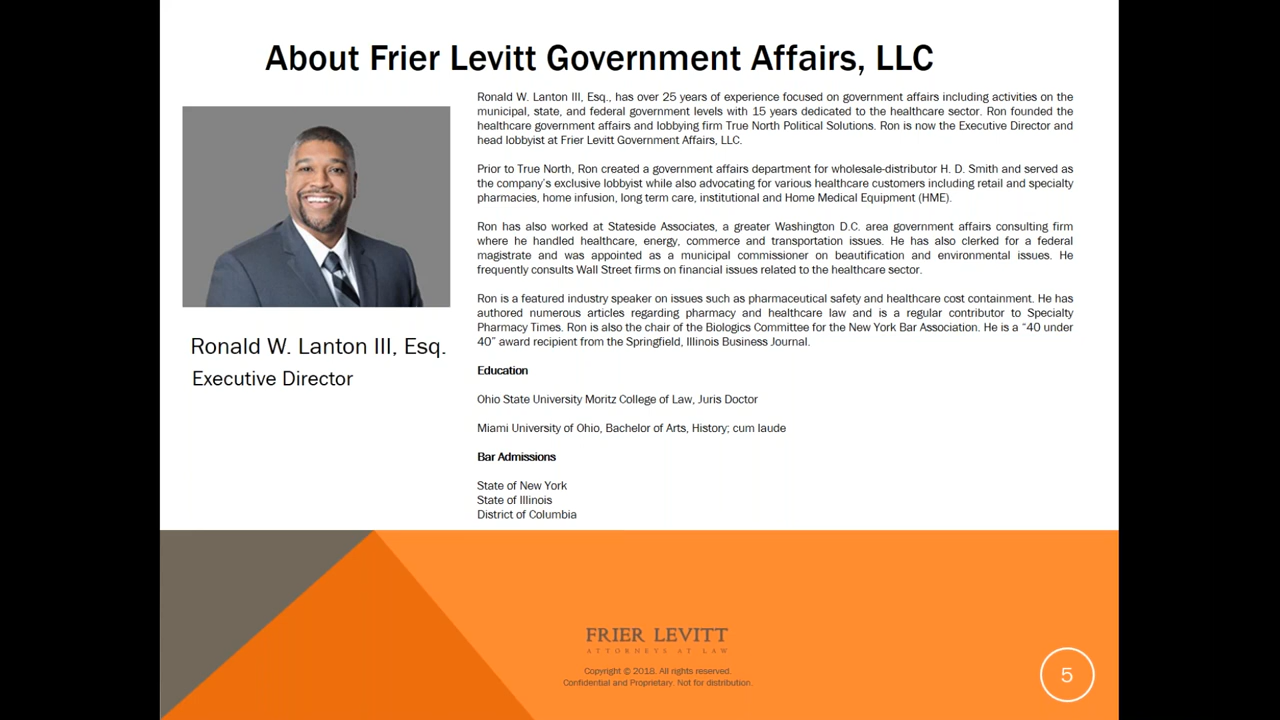 About Frier Levitt Government Affairs, LLC
Ronald W. Lanton III, Esq., has over 25 years of experience focused on government affairs including activities on the
municipal, state, and federal government levels with 15 years dedicated to the healthcare sector. Ron founded the
healthcare government affairs and lobbying firm True North Political Solutions. Ron is now the Executive Director and
head lobbyist at Frier Levitt Government Affairs, LLC.
Prior to True North, Ron created a government affairs department for wholesale-distributor H. D. Smith and served as
the company's exclusive lobbyist while also advocating for various healthcare customers including retail and specialty
pharmacies, home infusion, long term care, institutional and Home Medical Equipment (HME).
Ron has also worked at Stateside Associates, a greater Washington D.C. area government affairs consulting firm
where he handled healthcare, energy, commerce and transportation issues. He has also clerked for a federal
magistrate and was appointed as a municipal commissioner on beautification and environmental issues. He
frequently consults Wall Street firms on financial issues related to the healthcare sector.
Ron is a featured industry speaker on issues such as pharmaceutical safety and healthcare cost containment. He has
authored numerous articles regarding pharmacy and healthcare law and is a regular contributor to Specialty
Pharmacy Times. Ron is also the chair of the Biologics Committee for the New York Bar Association. He is a “40 under
40” award recipient from the Springfield, Illinois Business Journal.
Education
Ohio State University Moritz College of Law, Juris Doctor
Miami University of Ohio, Bachelor of Arts, History; cum laude
Bar Admissions
State of New York
State of Illinois
District of Columbia
Ronald W. Lanton III, Esq.
Executive Director
FRIER LEVITT
ATTORNEYS AT LAW
Copyright © 2018. All rights reserved.
Confidential and Proprietary. Not for distribution.
5